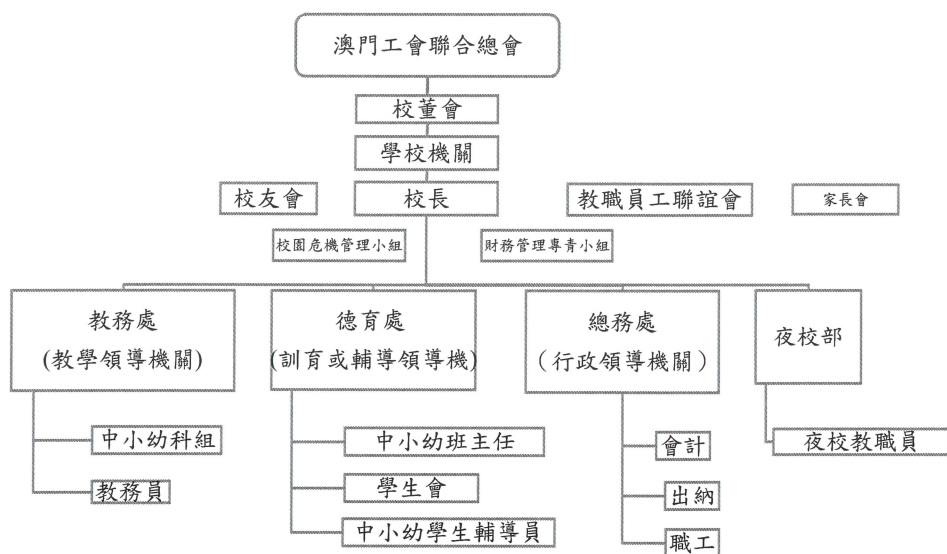 澳門工會聯合總會
校董會
學校機關
校友會
校長
教職員工聯誼會
家長會
校園危機管理小組
財務管理專青小組
教務處
(教學領導機關)
德育處
(訓育或輔導領導機)
總務處
(行政領導機關)
夜校部
中小幼科組
教務員
中小幼班主任
學生會
中小幼學生輔導員
會計
出納
職工
夜校教職員